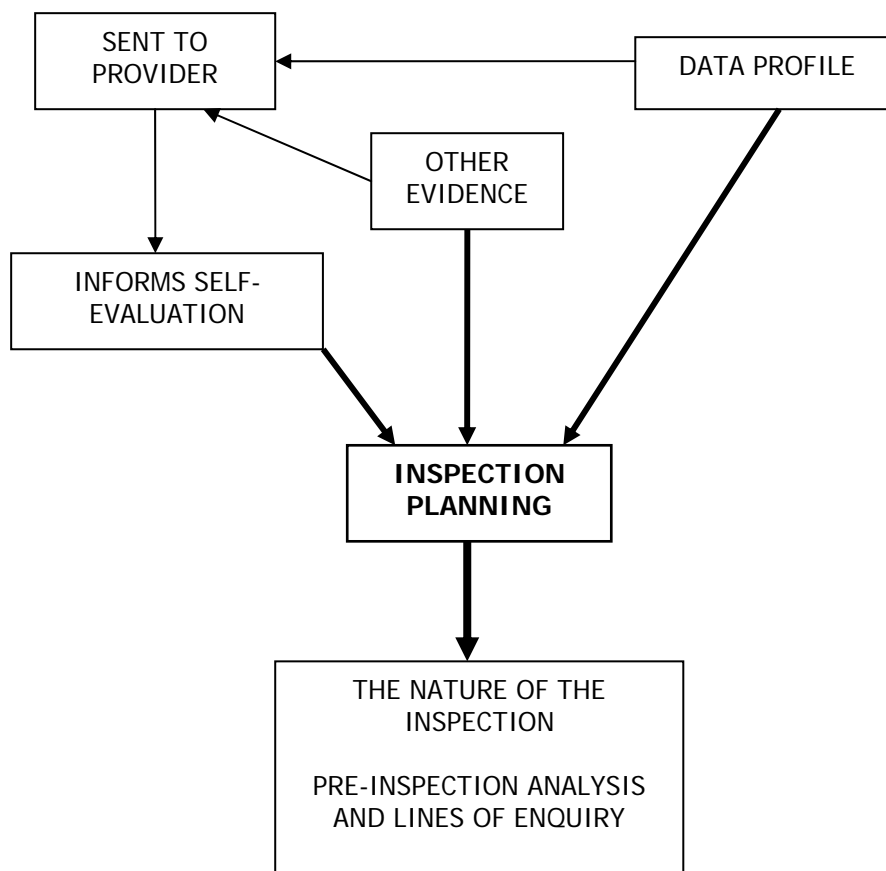 SENT TO
PROVIDER
DATA PROFILE
OTHER
EVIDENCE
INFORMS SELF-
EVALUATION
INSPECTION
PLANNING
THE NATURE OF THE
INSPECTION
PRE-INSPECTION ANALYSIS
AND LINES OF ENQUIRY